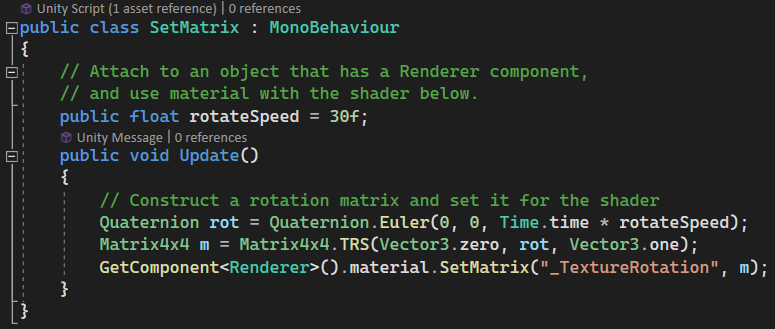 Unity Script (1 asset reference) | 0 references
public class SetMatrix : MonoBehaviour
{
// Attach to an object that has a Renderer component,
// and use material with the shader below.
public float rotateSpeed = 30f;
Unity Message | 0 references
public void Update()
{
// Construct a rotation matrix and set it for the shader
Quaternion rot = Quaternion.Euler(0, 0, Time.time * rotateSpeed);
Matrix4x4 m = Matrix4x4.TRS(Vector3.zero, rot, Vector3.one);
GetComponent<Renderer>().material.SetMatrix("_TextureRotation", m);
}
}